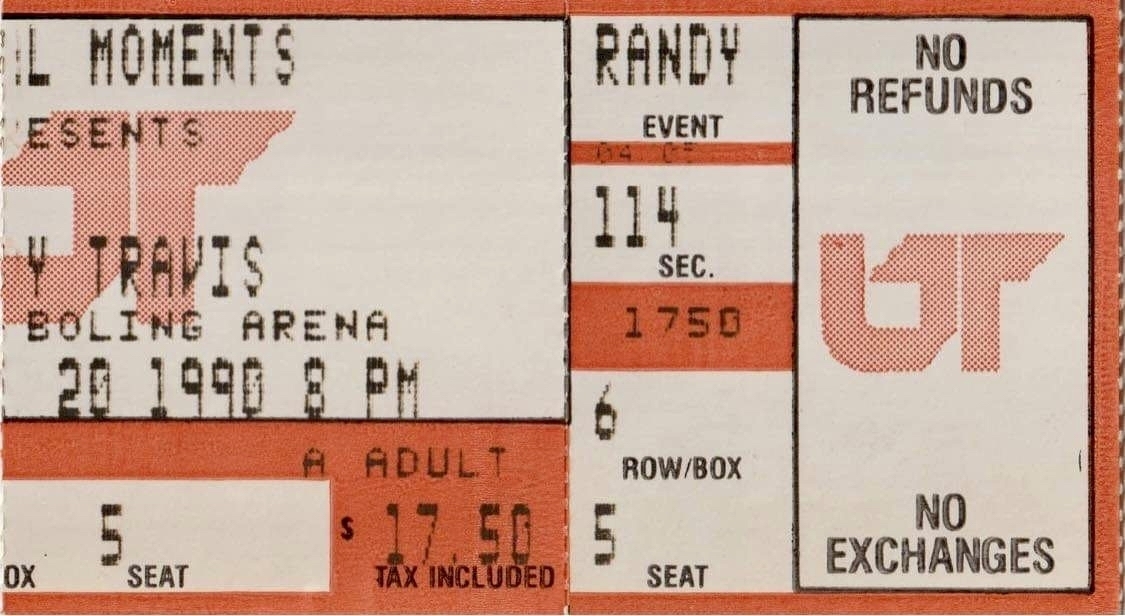 L MOMENTS
ESENTS
Y TRAVIS
BOLING ARENA
20 1990 8 PM
A ADULT
5
$ 17.50
OX SEAT
TAX INCLUDED
RANDY
EVENT
114
SEC.
1750
6
ROW/BOX
5
SEAT
NO
REFUNDS
UT
NO
EXCHANGES